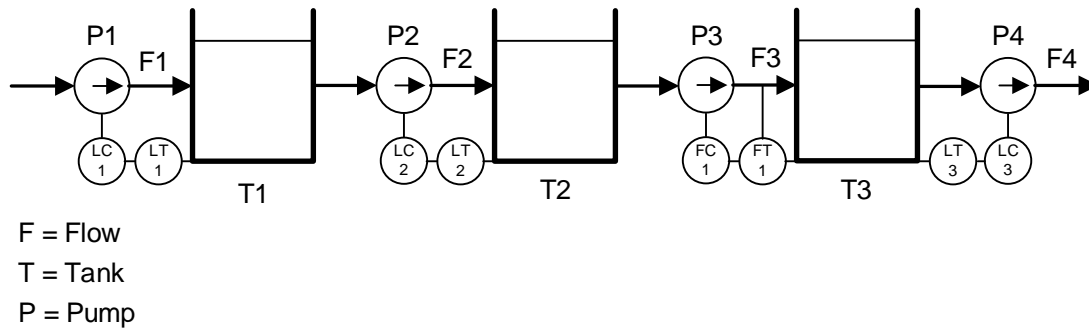 P1
F1
P2
F2
P3
F3
P4
F4
LC
1
LT
1
LC
2
LT
2
FC
1
FT
1
LT
3
LC
3
T1
T2
T3
F = Flow
T = Tank
P = Pump